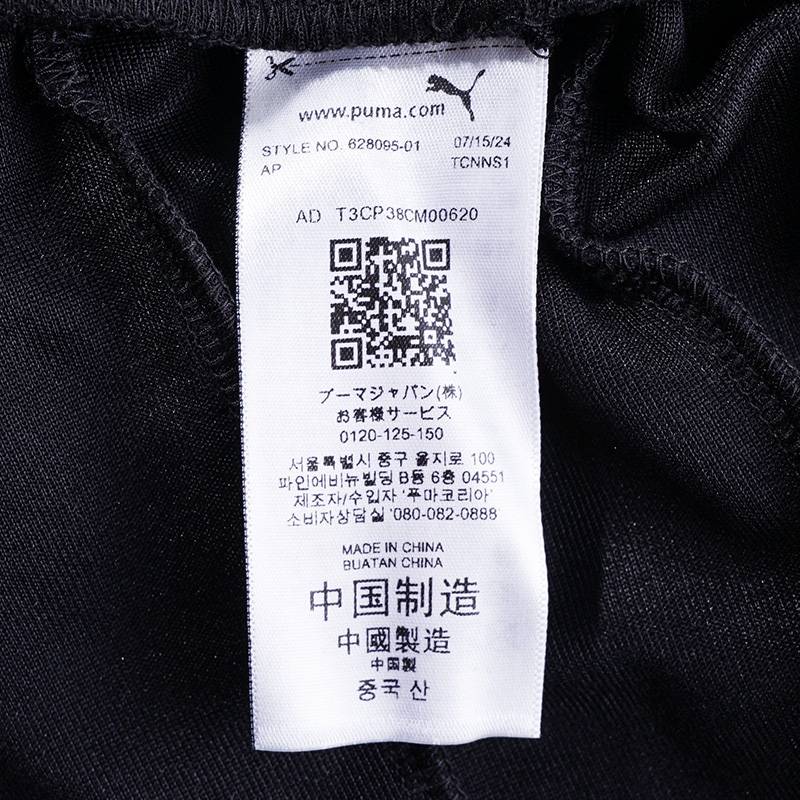 www.puma.com
STYLE NO. 628095-01 07/15/24
AP TCNNS1
AD T3CP38CM00620
プーマジャパン(株)
お客様サービス
0120-125-150
서울특별시 중구 을지로 100
파인에비뉴빌딩 B동 6층 04551
제조자/수입자 '푸마코리아'
소비자상담실 '080-082-0888
MADE IN CHINA
BUATAN CHINA
中国制造
中國製造
中国製
중국 산